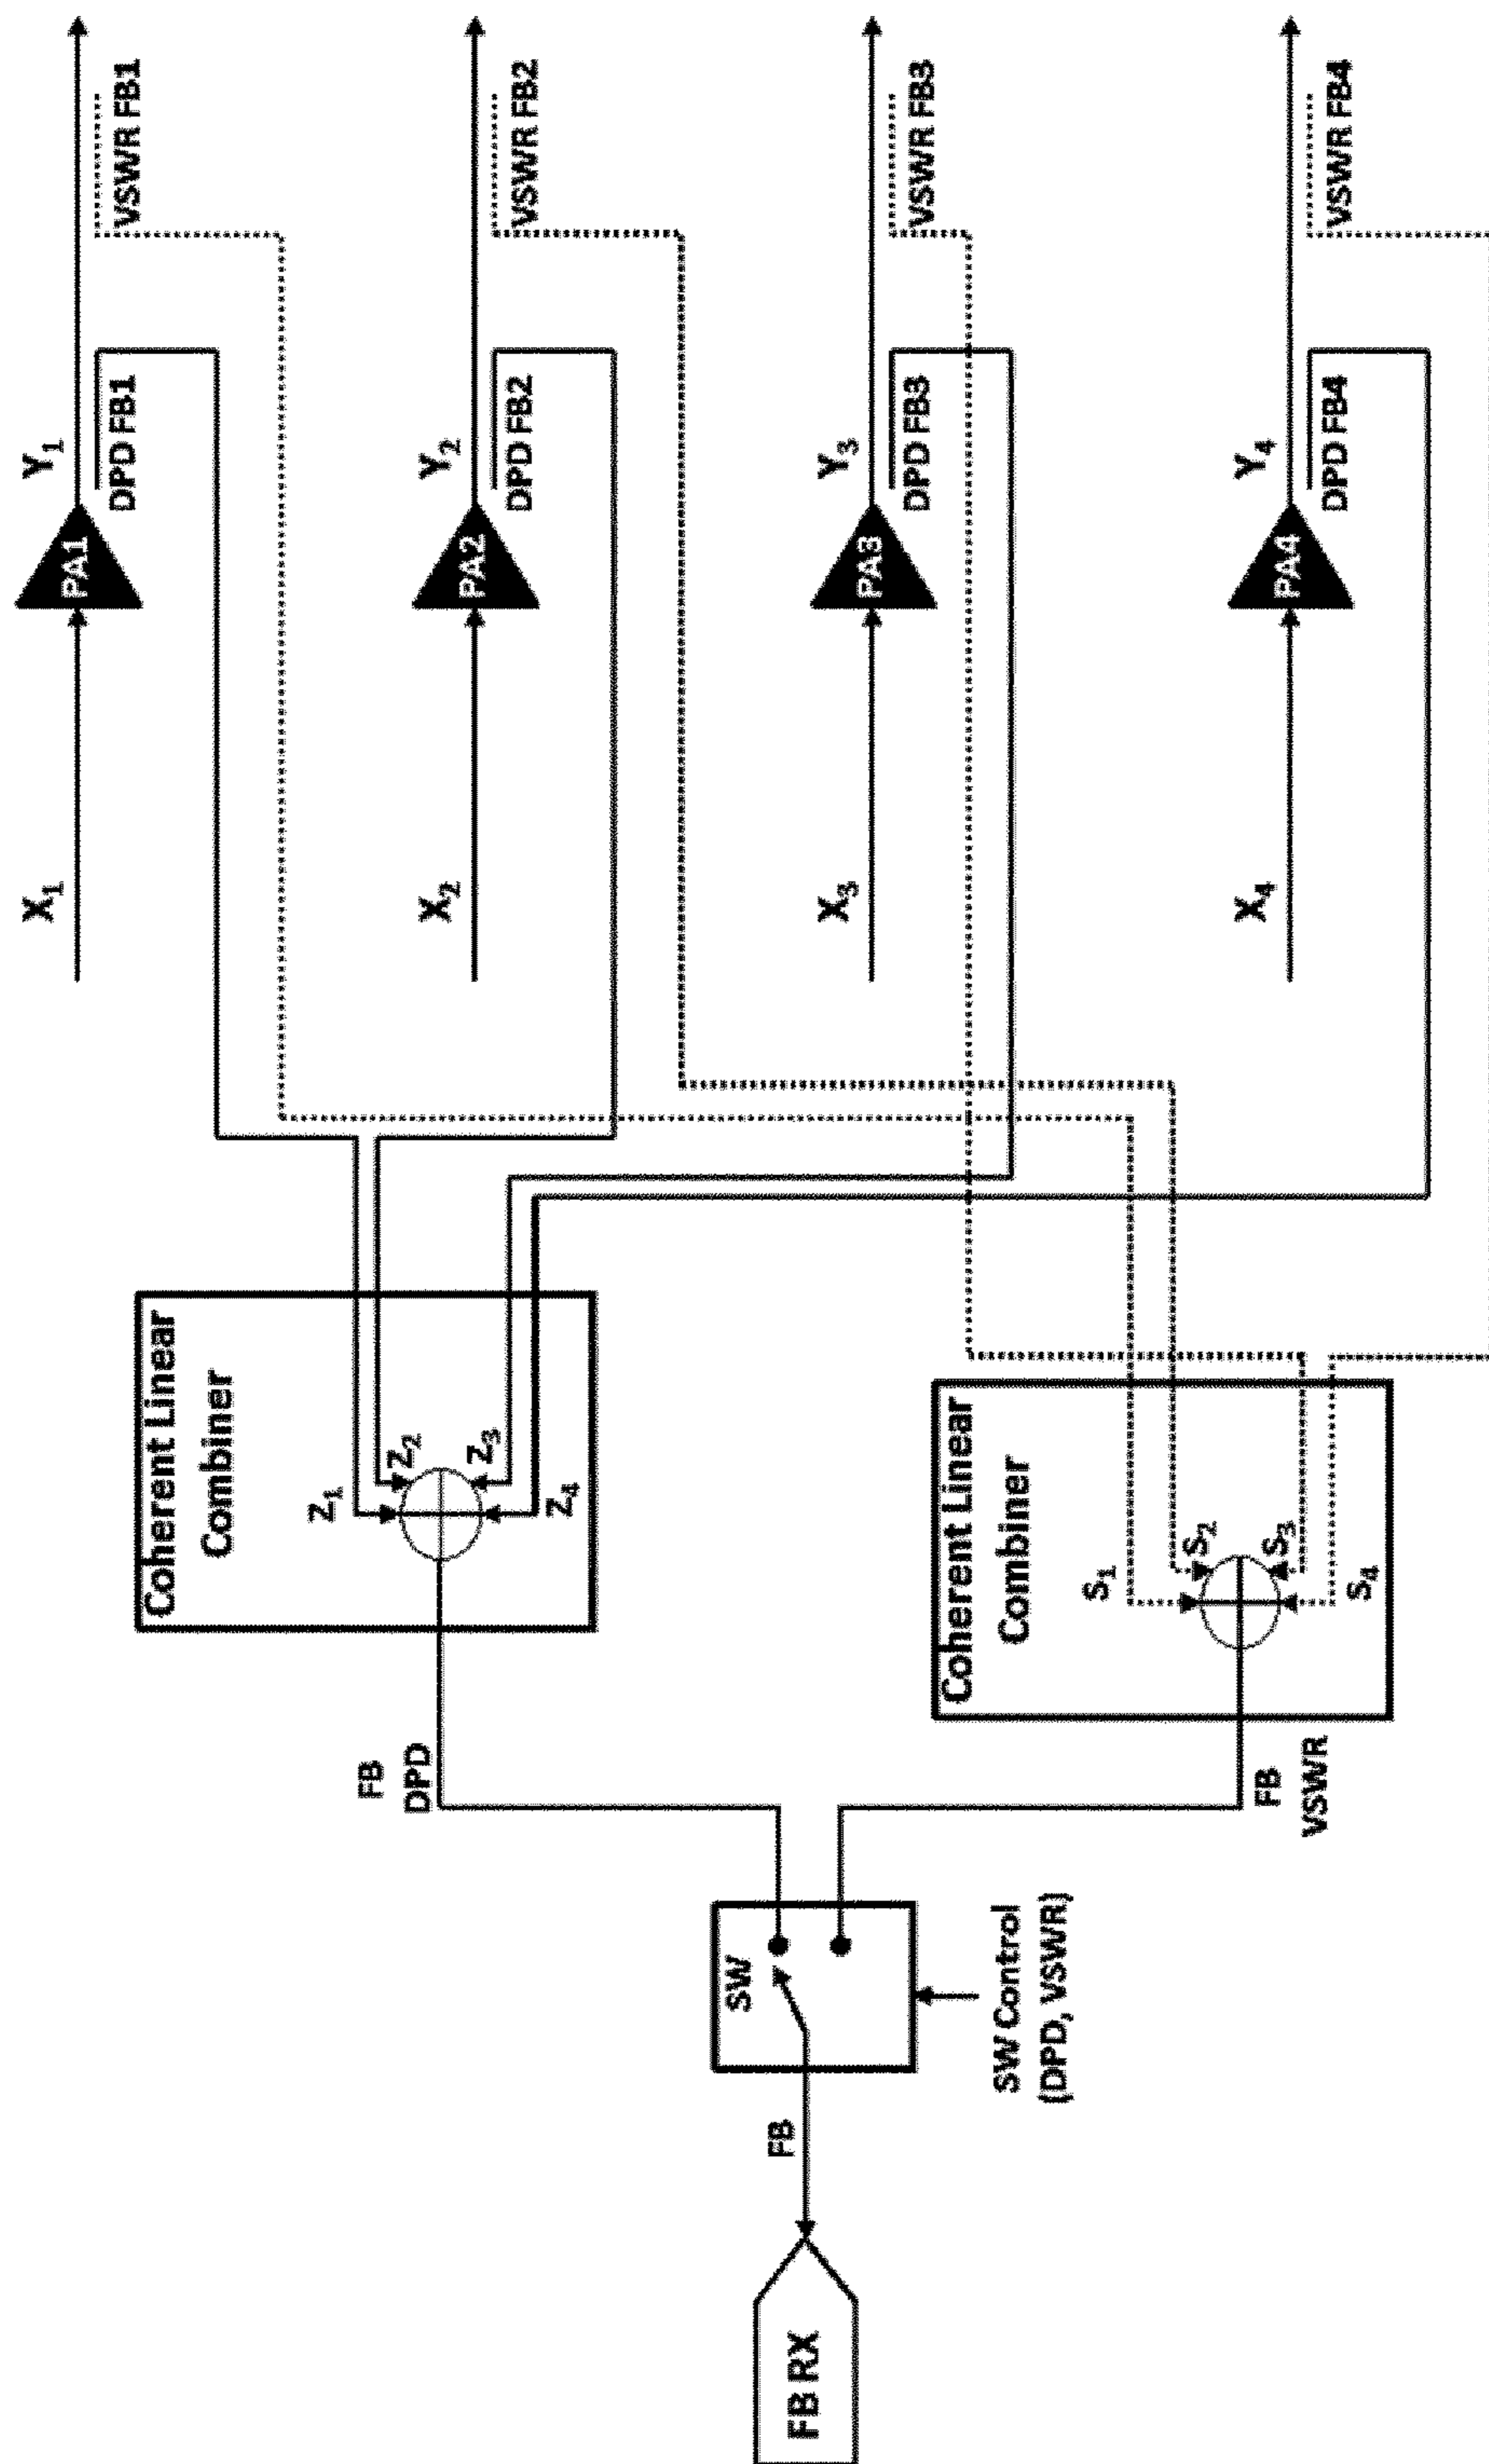 X1
Y1
PA1
DPD FB1
VSWR FB1
X2
Y2
PA2
DPD FB2
VSWR FB2
X3
Y3
PA3
DPD FB3
VSWR FB3
X4
Y4
PA4
DPD FB4
VSWR FB4
Coherent Linear
Combiner
Z1
Z2
Z3
Z4
FB
DPD
Coherent Linear
Combiner
S1
S2
S3
S4
FB
VSWR
SW
SW Control
(DPD, VSWR)
FB
FB RX